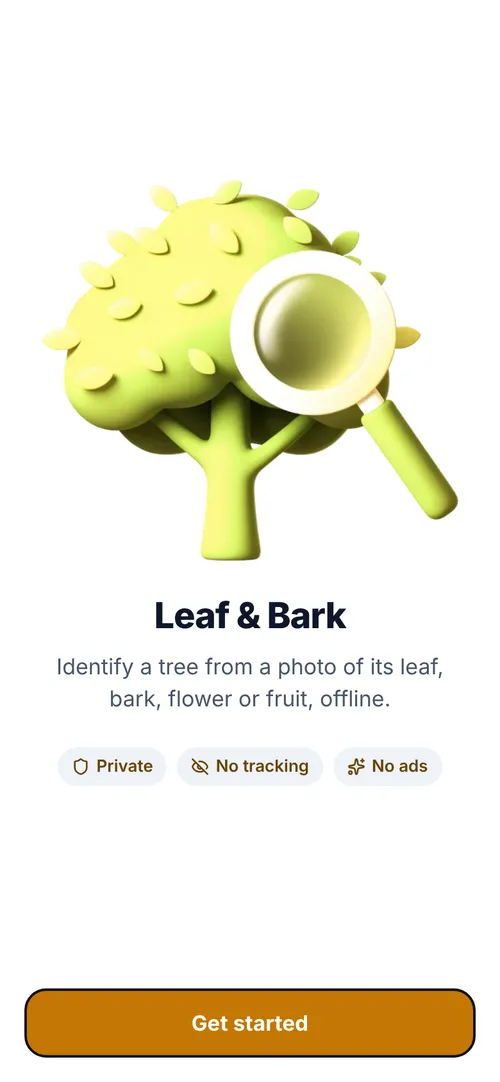 Leaf & Bark
Identify a tree from a photo of its leaf,
bark, flower or fruit, offline.
Private
No tracking
No ads
Get started